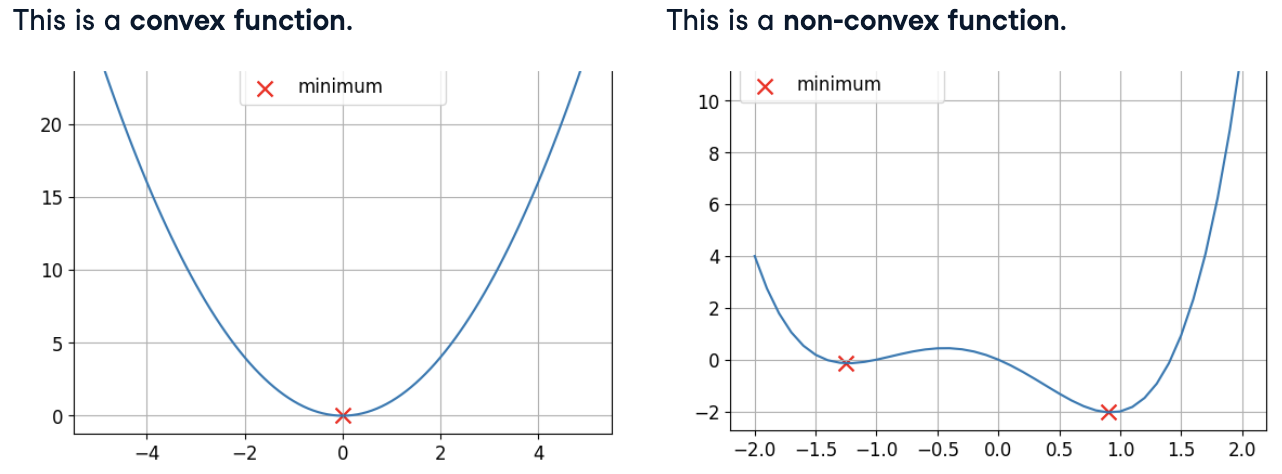 This is a convex function.
minimum
20
15
10
5
0
−4 −2 0 2 4
This is a non-convex function.
minimum
10
8
6
4
2
0
−2
−2.0 −1.5 −1.0 −0.5 0.0 0.5 1.0 1.5 2.0